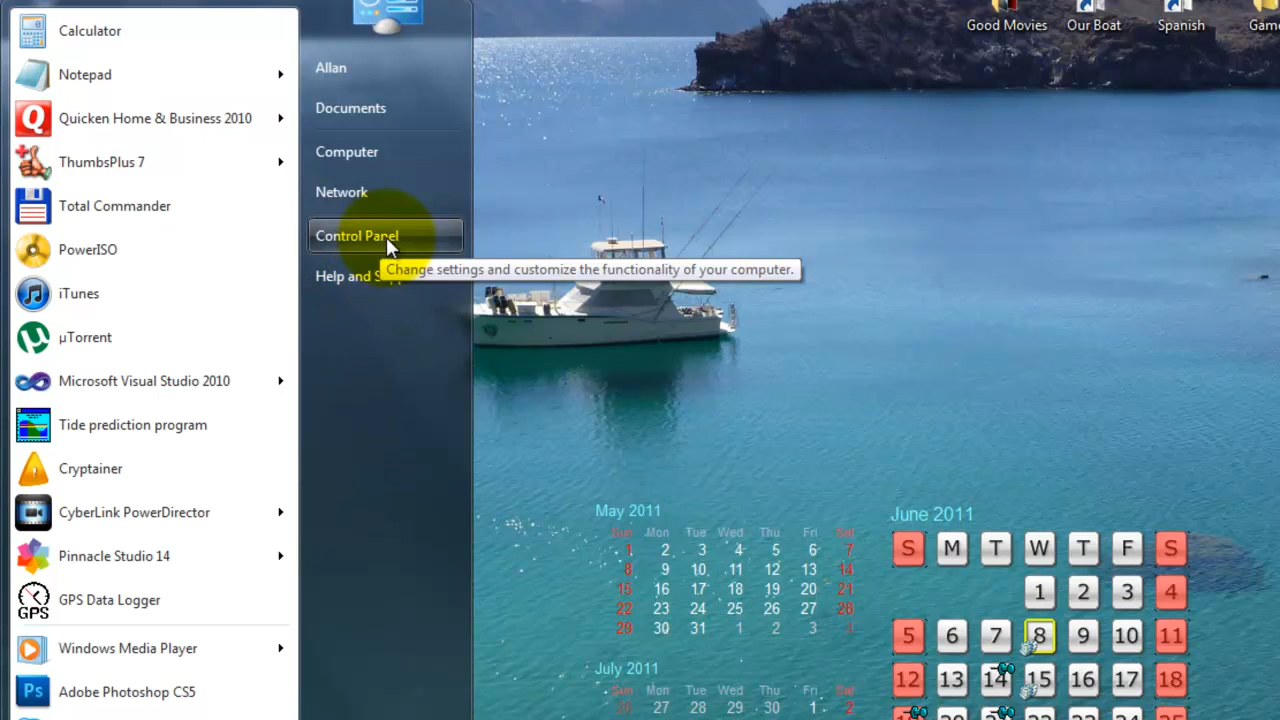 Calculator
Notepad
Quicken Home & Business 2010
ThumbsPlus 7
Total Commander
PowerISO
iTunes
µTorrent
Microsoft Visual Studio 2010
Tide prediction program
Cryptainer
CyberLink PowerDirector
Pinnacle Studio 14
GPS
GPS Data Logger
Windows Media Player
Ps
Adobe Photoshop CS5
Allan
Documents
Computer
Network
Control Panel
Help and S
Change settings and customize the functionality of your computer.
Good Movies
Our Boat
Spanish
Gam
May 2011
Sun Mon Tue Wed Thu Fri Sat
1 2 3 4 5 6 7
8 9 10 11 12 13 14
15 16 17 18 19 20 21
22 23 24 25 26 27 28
29 30 31 1 2 3 4
July 2011
Sun Mon Tue Wed Thu Fri Sat
26 27 28 29 30 1 2
June 2011
S M T W T F S
1 2 3 4
5 6 7 8 9 10 11
12 13 14 15 16 17 18